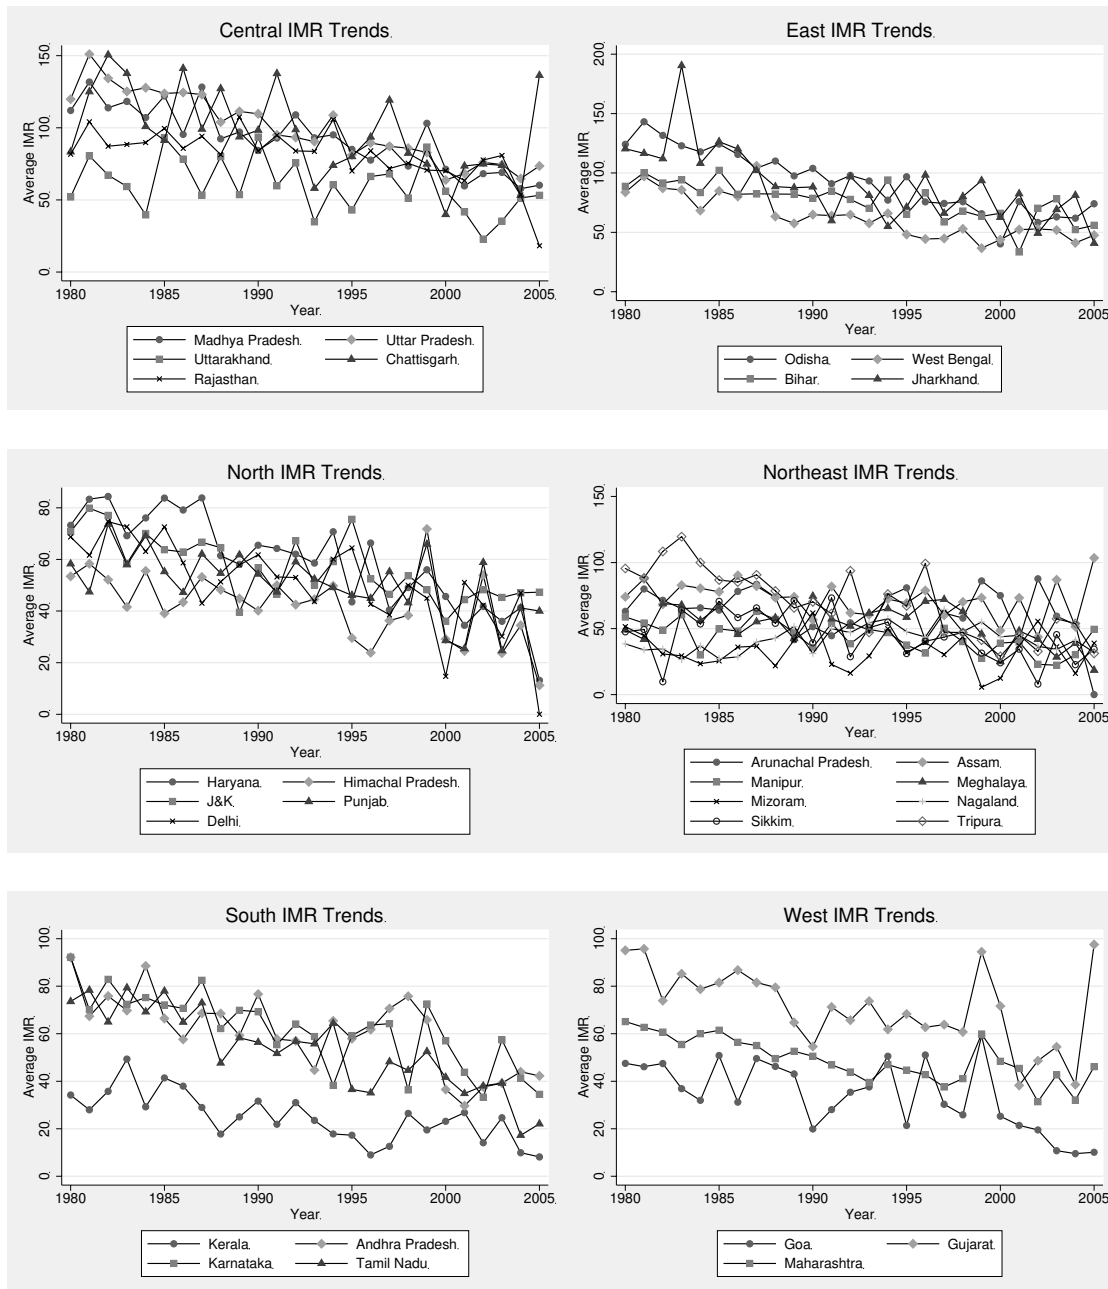 Central IMR Trends.
Average IMR
0. 50. 100. 150.
1980 1985 1990 1995 2000 2005.
Year.
Madhya Pradesh. Uttar Pradesh.
Uttarakhand. Chattisgarh.
Rajasthan.
East IMR Trends.
Average IMR
0. 50. 100. 150. 200.
1980 1985 1990 1995 2000 2005
Year.
Odisha. West Bengal.
Bihar. Jharkhand.
North IMR Trends.
Average IMR
0. 20. 40. 60. 80.
1980 1985 1990 1995 2000 2005.
Year.
Haryana. Himachal Pradesh.
J&K. Punjab.
Delhi.
Northeast IMR Trends.
Average IMR
0. 50. 100. 150.
1980 1985 1990 1995 2000 2005.
Year.
Arunachal Pradesh. Assam.
Manipur. Meghalaya.
Mizoram. Nagaland.
Sikkim. Tripura.
South IMR Trends.
Average IMR
0. 20. 40. 60. 80. 100.
1980 1985 1990 1995 2000 2005.
Year.
Kerala. Andhra Pradesh.
Karnataka. Tamil Nadu.
West IMR Trends.
Average IMR
0. 20. 40. 60. 80. 100.
1980 1985 1990 1995 2000 2005.
Year.
Goa. Gujarat.
Maharashtra.